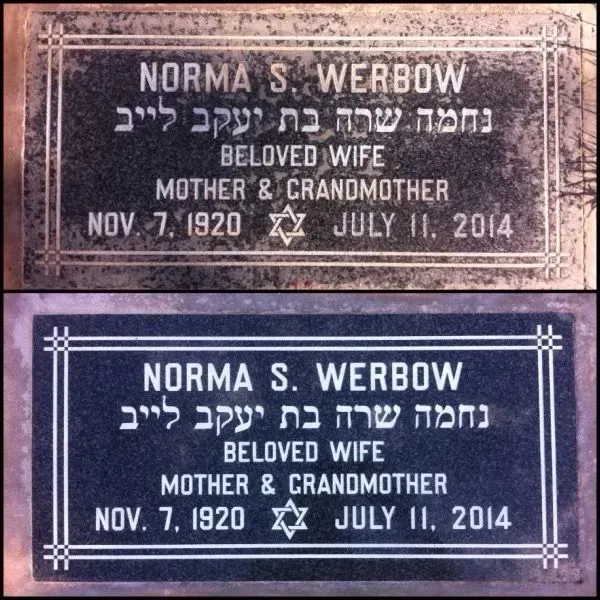 NORMA S. WERBOW
נחמה שרה בת יעקב לייב
BELOVED WIFE
MOTHER & GRANDMOTHER
NOV. 7, 1920 ✡ JULY 11, 2014
NORMA S. WERBOW
נחמה שרה בת יעקב לייב
BELOVED WIFE
MOTHER & GRANDMOTHER
NOV. 7, 1920 ✡ JULY 11, 2014